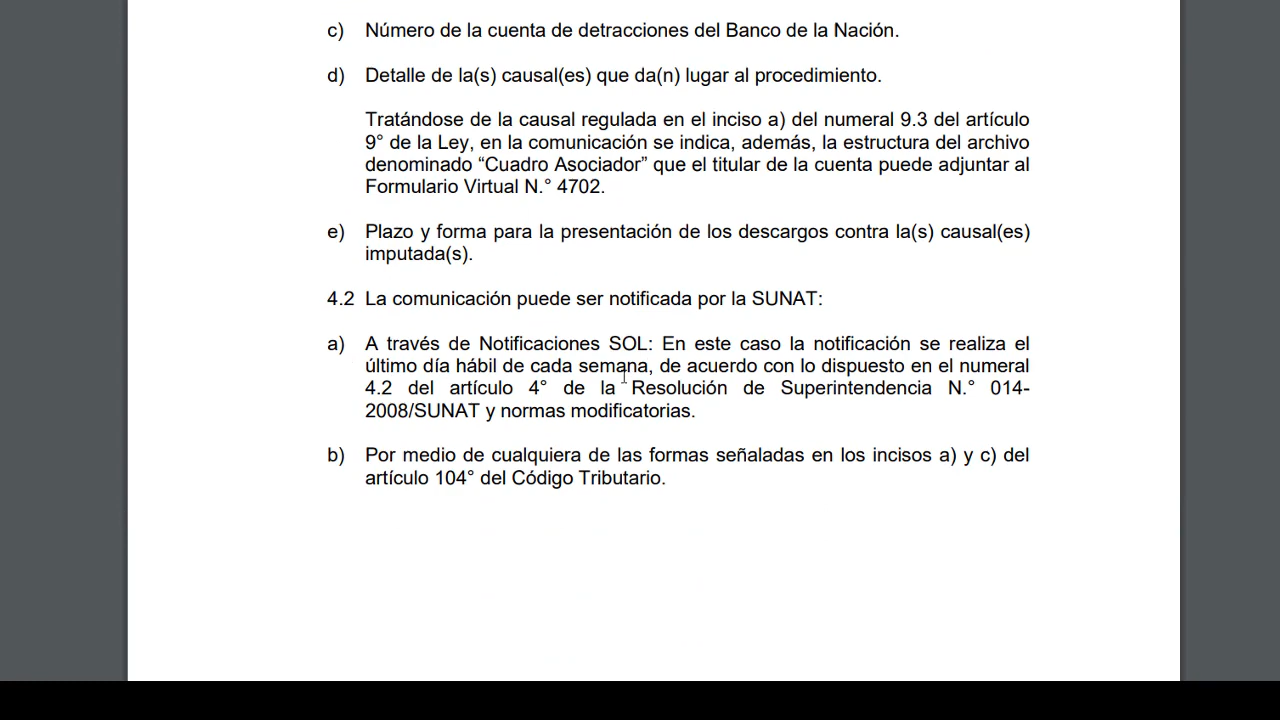 c) Número de la cuenta de detracciones del Banco de la Nación.
d) Detalle de la(s) causal(es) que da(n) lugar al procedimiento.
Tratándose de la causal regulada en el inciso a) del numeral 9.3 del artículo
9° de la Ley, en la comunicación se indica, además, la estructura del archivo
denominado “Cuadro Asociador” que el titular de la cuenta puede adjuntar al
Formulario Virtual N.° 4702.
e) Plazo y forma para la presentación de los descargos contra la(s) causal(es)
imputada(s).
4.2 La comunicación puede ser notificada por la SUNAT:
a) A través de Notificaciones SOL: En este caso la notificación se realiza el
último día hábil de cada semana, de acuerdo con lo dispuesto en el numeral
4.2 del artículo 4° de la Resolución de Superintendencia N.° 014-
2008/SUNAT y normas modificatorias.
b) Por medio de cualquiera de las formas señaladas en los incisos a) y c) del
artículo 104° del Código Tributario.